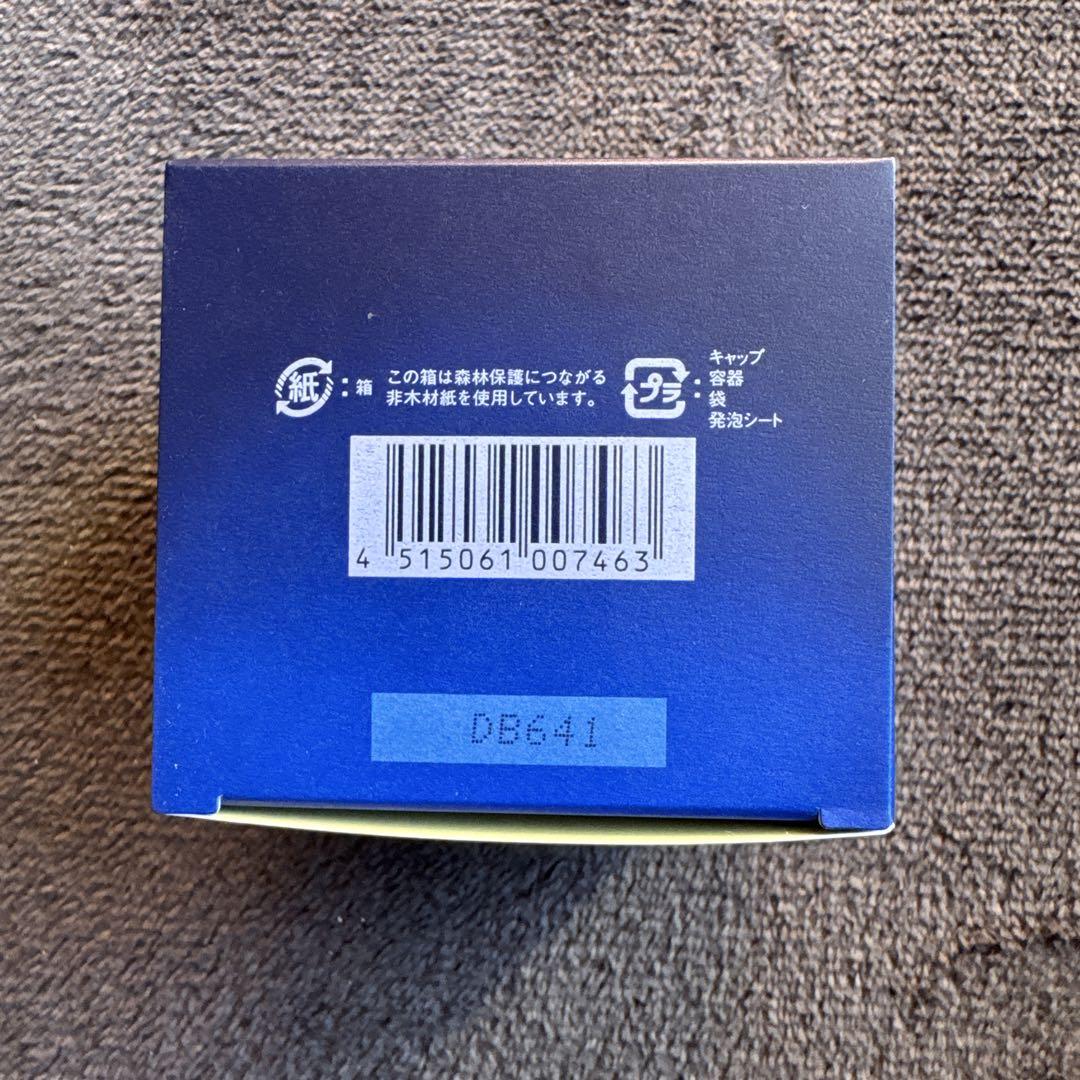 紙：箱
この箱は森林保護につながる
非木材紙を使用しています。
プラ：
キャップ
容器
袋
発泡シート
4 515061 007463
DB641